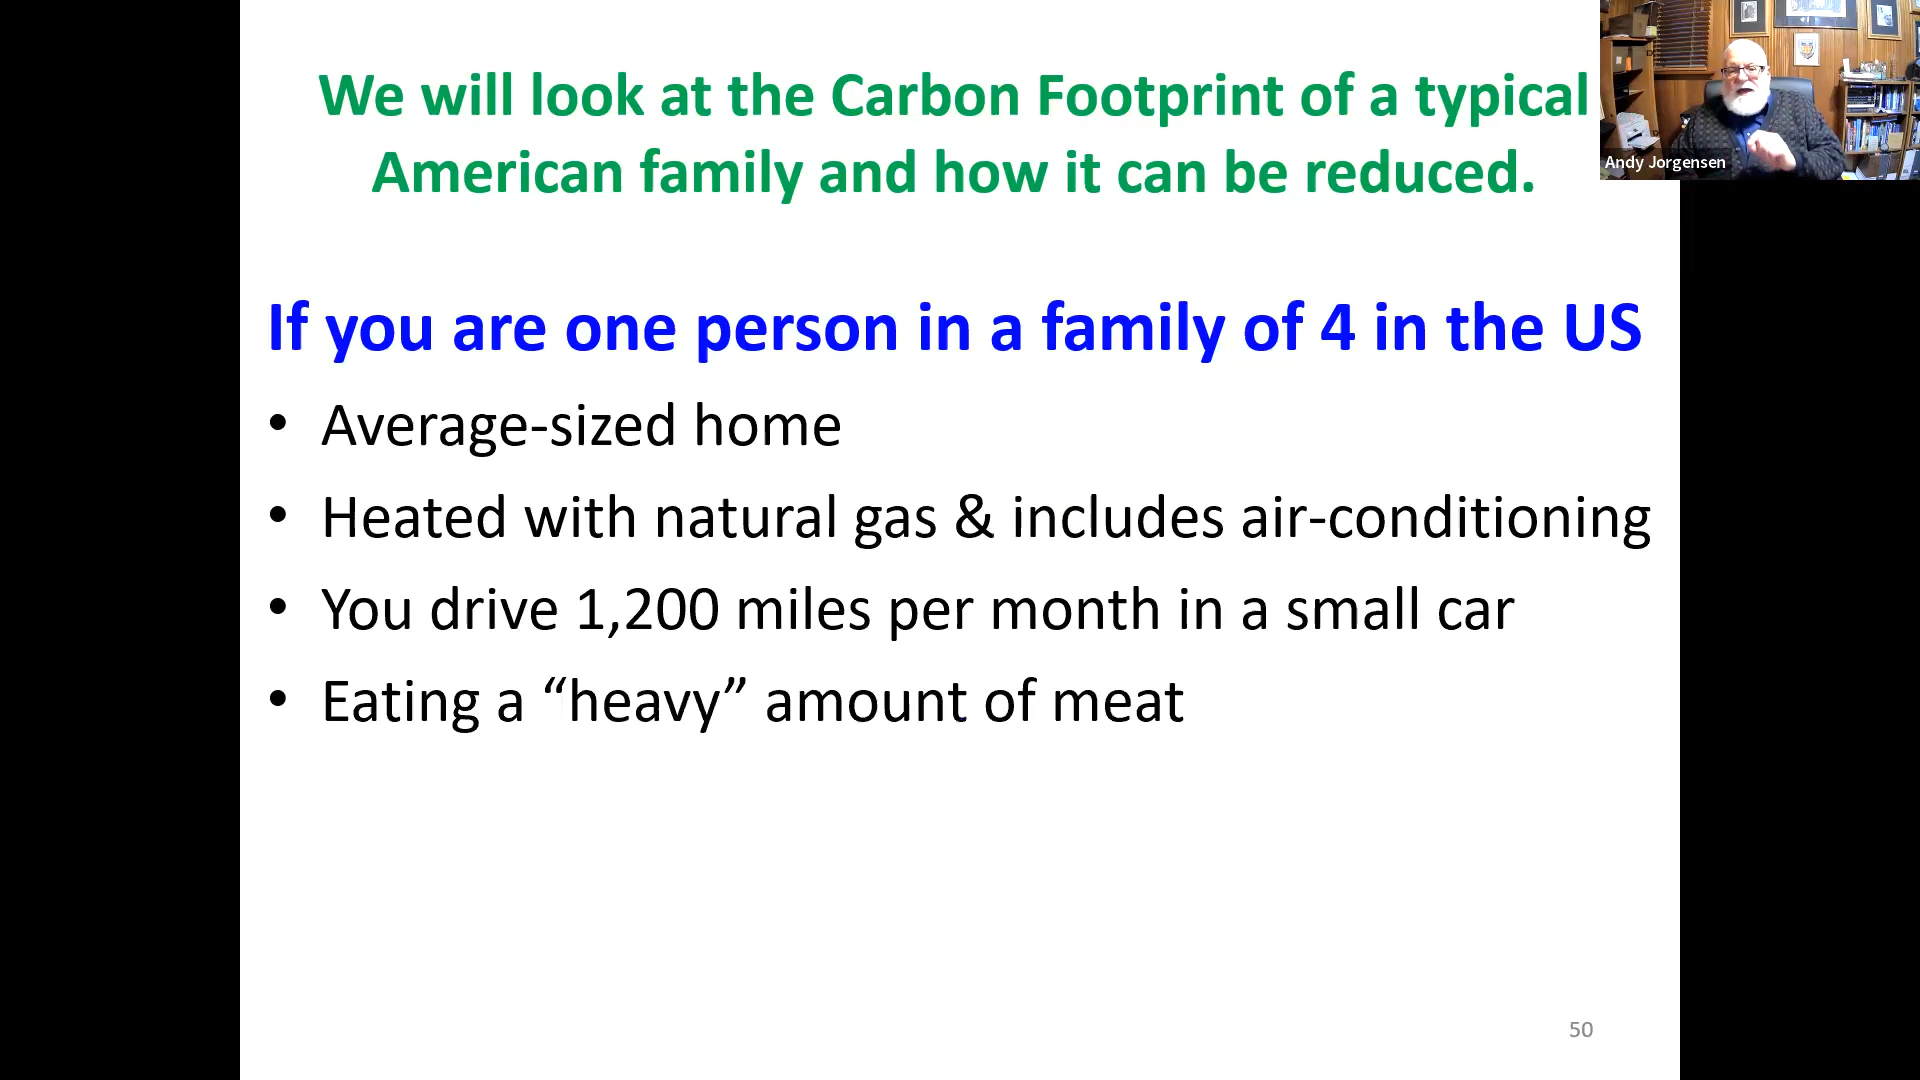 We will look at the Carbon Footprint of a typical
American family and how it can be reduced.
If you are one person in a family of 4 in the US
• Average-sized home
• Heated with natural gas & includes air-conditioning
• You drive 1,200 miles per month in a small car
• Eating a “heavy” amount of meat
50
Andy Jorgensen